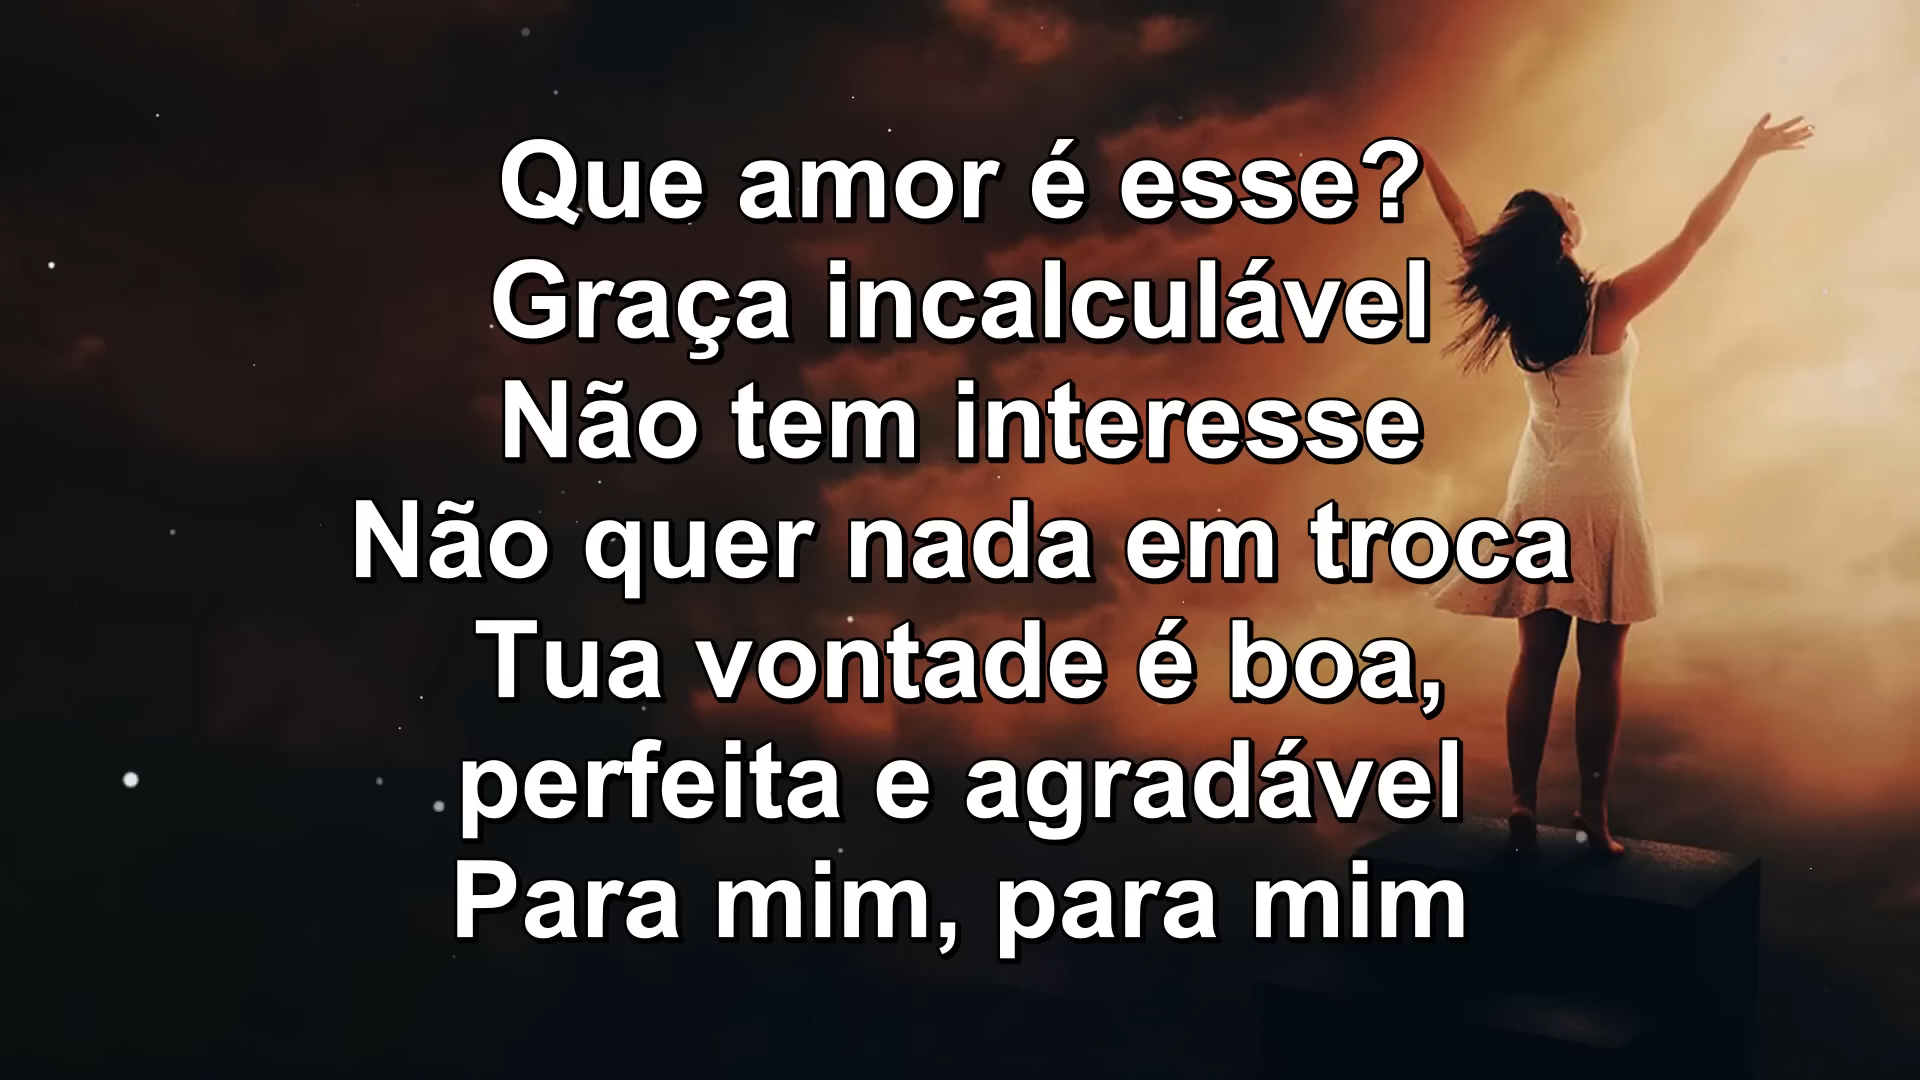 Que amor é esse?
Graça incalculável
Não tem interesse
Não quer nada em troca
Tua vontade é boa,
perfeita e agradável
Para mim, para mim